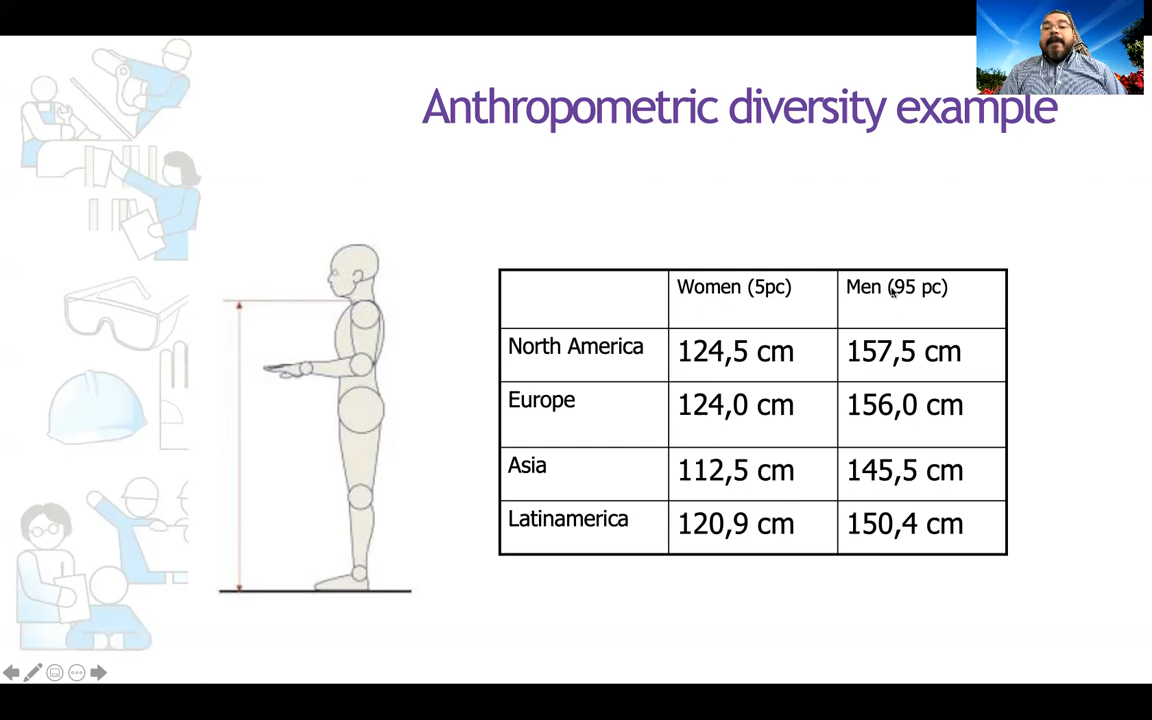 Anthropometric diversity example
Women (5pc) Men (95 pc)
North America 124,5 cm 157,5 cm
Europe 124,0 cm 156,0 cm
Asia 112,5 cm 145,5 cm
Latinamerica 120,9 cm 150,4 cm